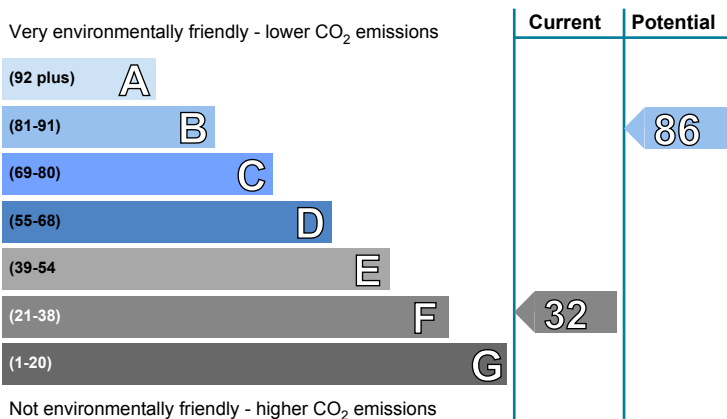 Current Potential
Very environmentally friendly - lower CO2 emissions
(92 plus) A
(81-91) B
86
(69-80) C
(55-68) D
(39-54 E
(21-38) F
32
(1-20) G
Not environmentally friendly - higher CO2 emissions